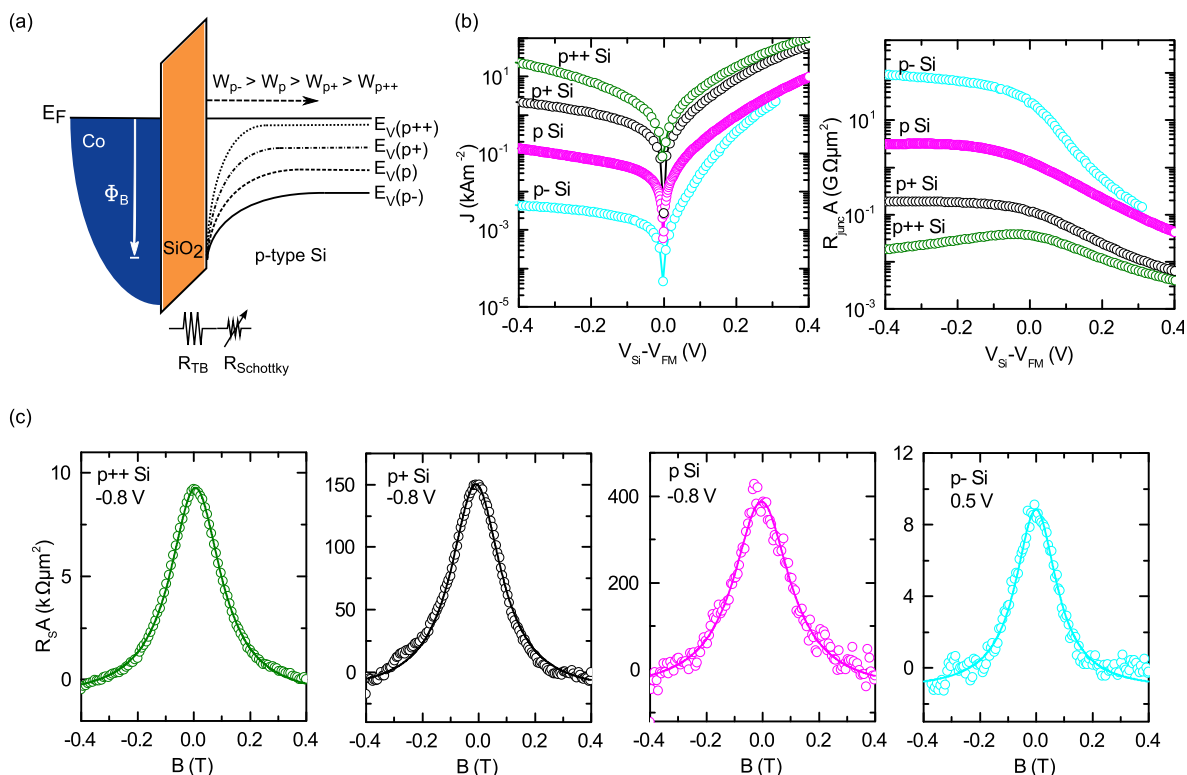 (a)
W_p- > W_p > W_p+ > W_p++
E_F
Co
Φ_B
SiO_2
E_V(p++)
E_V(p+)
E_V(p)
E_V(p-)
p-type Si
R_TB
R_Schottky
(b)
p++ Si
p+ Si
p Si
p- Si
J (kAm^-2)
10^1
10^-1
10^-3
10^-5
-0.4 -0.2 0.0 0.2 0.4
V_Si-V_FM (V)
p- Si
p Si
p+ Si
p++ Si
R_junc A (GΩμm^2)
10^1
10^-1
10^-3
-0.4 -0.2 0.0 0.2 0.4
V_Si-V_FM (V)
(c)
p++ Si
-0.8 V
R_S A (kΩμm^2)
10
5
0
-0.4 -0.2 0.0 0.2 0.4
B (T)
p+ Si
-0.8 V
150
100
50
0
-0.4 -0.2 0.0 0.2 0.4
B (T)
p Si
-0.8 V
400
200
0
-0.4 -0.2 0.0 0.2 0.4
B (T)
p- Si
0.5 V
12
8
4
0
-0.4 -0.2 0.0 0.2 0.4
B (T)